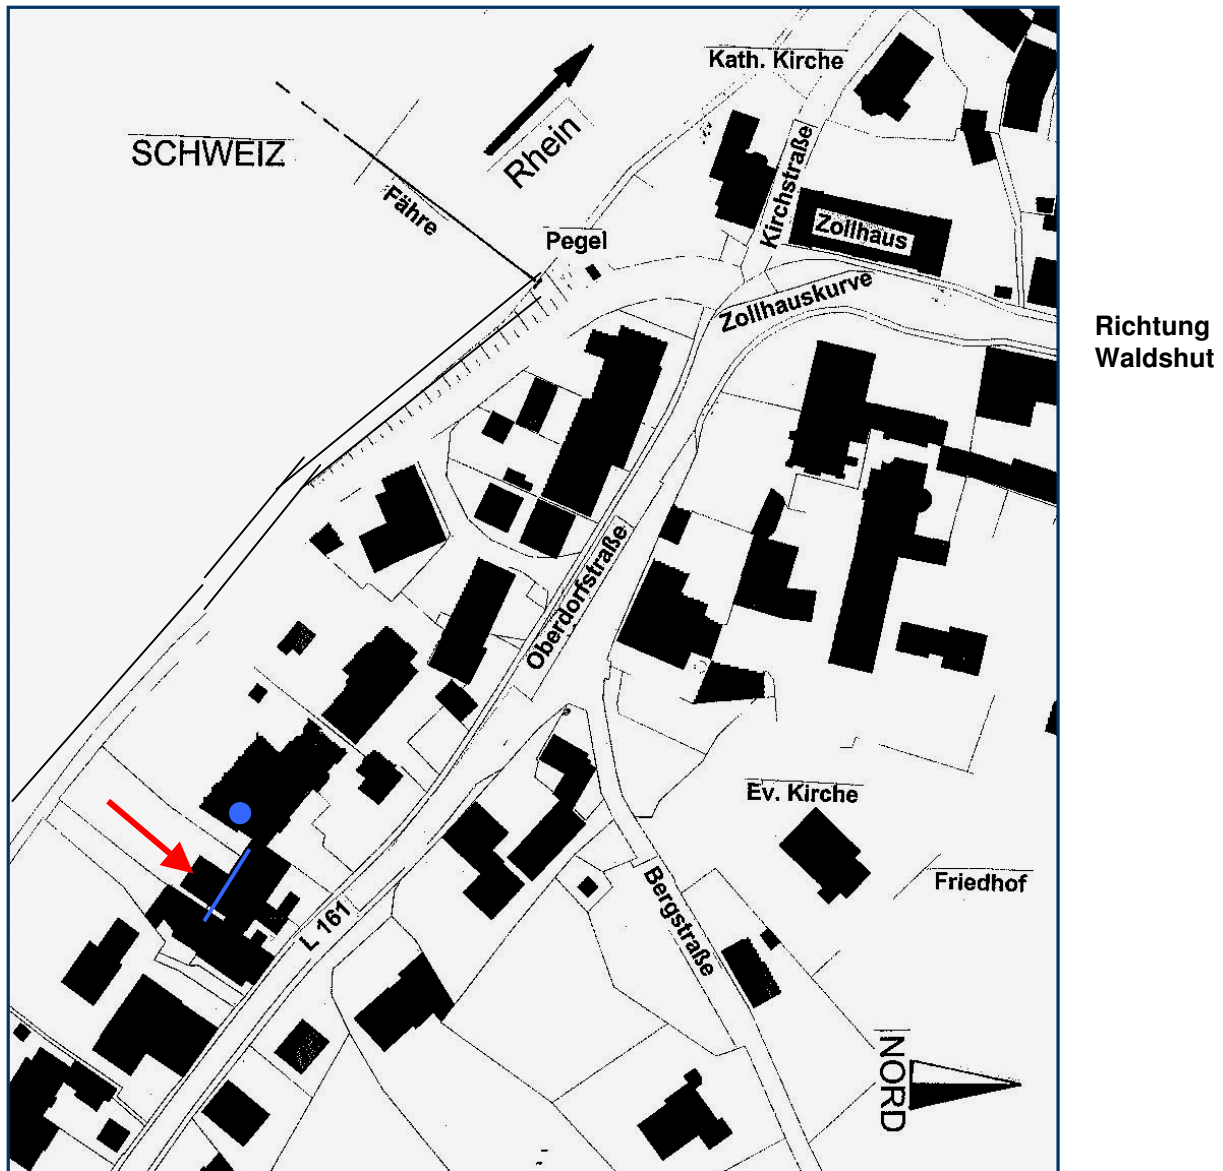 Kath. Kirche
SCHWEIZ
Rhein
Fähre
Pegel
Kirchstraße
Zollhaus
Zollhauskurve
Richtung
Waldshut
Oberdorfstraße
Ev. Kirche
Friedhof
Bergstraße
L 161
NORD